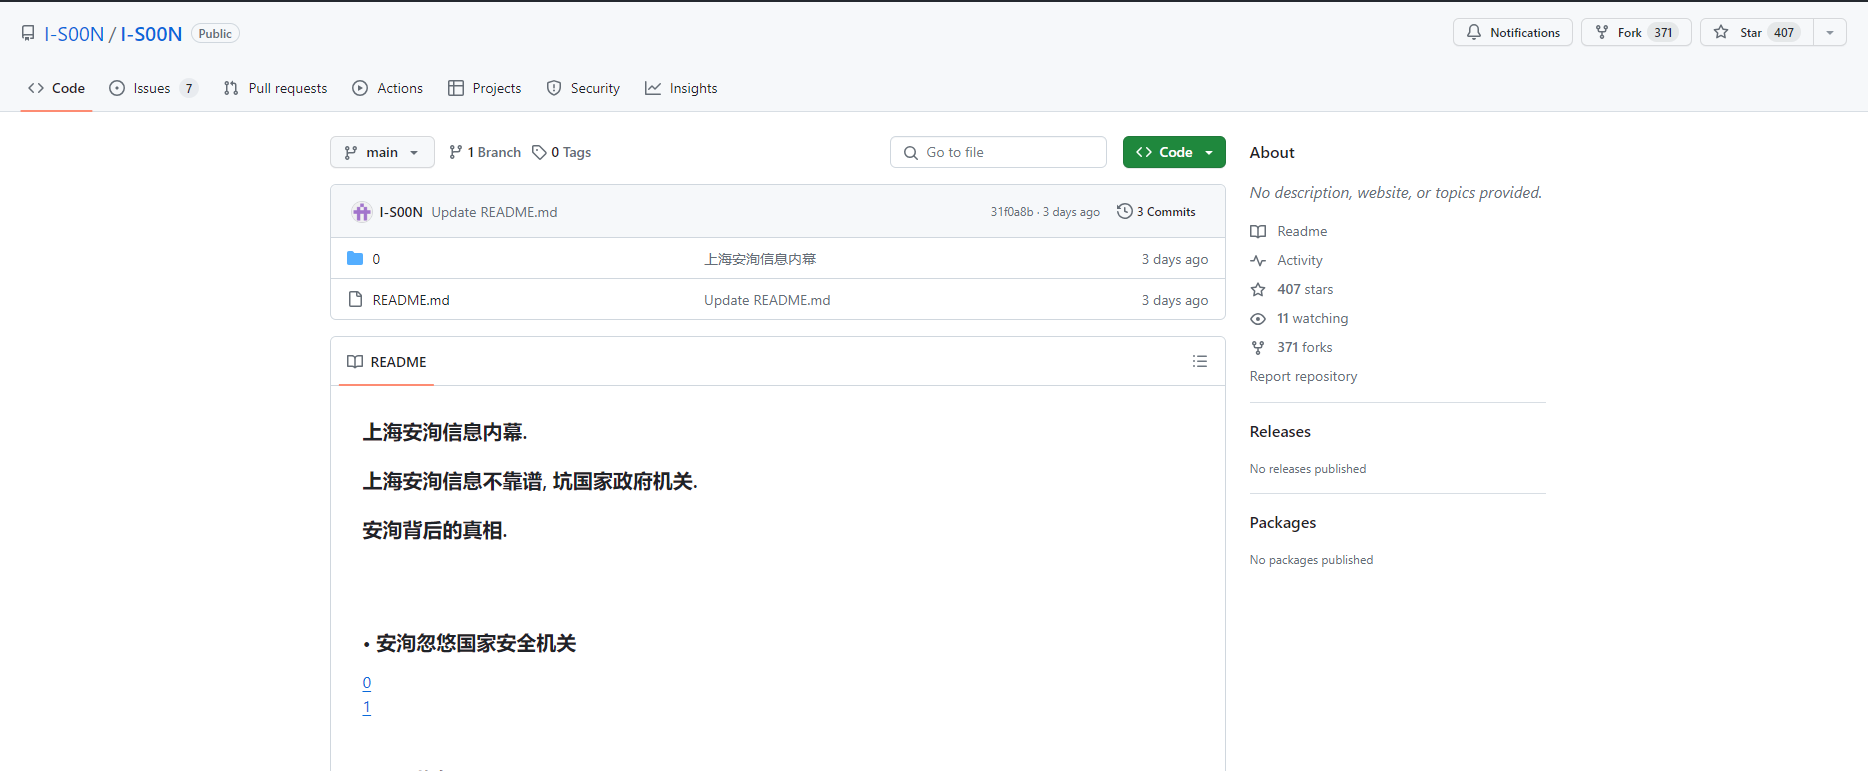 I-S00N / I-S00N Public
Notifications Fork 371 Star 407
Code Issues 7 Pull requests Actions Projects Security Insights
main 1 Branch 0 Tags Go to file Code
I-S00N Update README.md 31f0a8b · 3 days ago 3 Commits
0 上海安洵信息内幕 3 days ago
README.md Update README.md 3 days ago
README
上海安洵信息内幕.
上海安洵信息不靠谱, 坑国家政府机关.
安洵背后的真相.
• 安洵忽悠国家安全机关
0
1
About
No description, website, or topics provided.
Readme
Activity
407 stars
11 watching
371 forks
Report repository
Releases
No releases published
Packages
No packages published